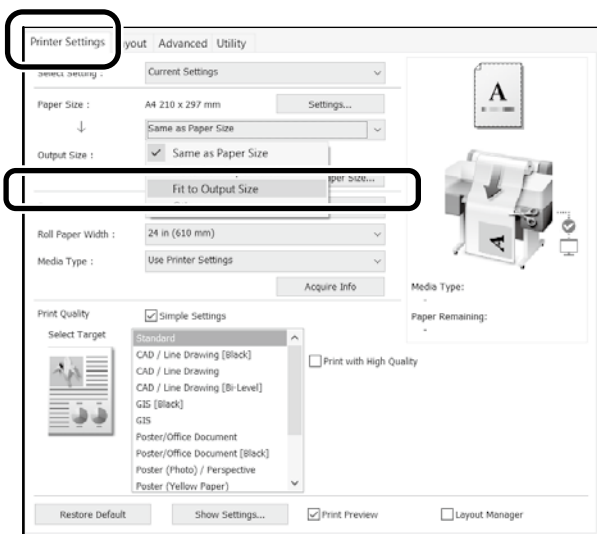 Printer Settings yout Advanced Utility
Select Setting : Current Settings
Paper Size : A4 210 x 297 mm Settings...
Same as Paper Size
Output Size : Same as Paper Size
Fit to Output Size
Roll Paper Width : 24 in (610 mm)
Media Type : Use Printer Settings
Acquire Info
Print Quality Simple Settings
Select Target
Standard
CAD / Line Drawing [Black]
CAD / Line Drawing
CAD / Line Drawing [Bi-Level]
GIS [Black]
GIS
Poster/Office Document
Poster/Office Document [Black]
Poster (Photo) / Perspective
Poster (Yellow Paper)
Print with High Quality
A
A
Media Type:
-
Paper Remaining:
-
Restore Default Show Settings... Print Preview Layout Manager